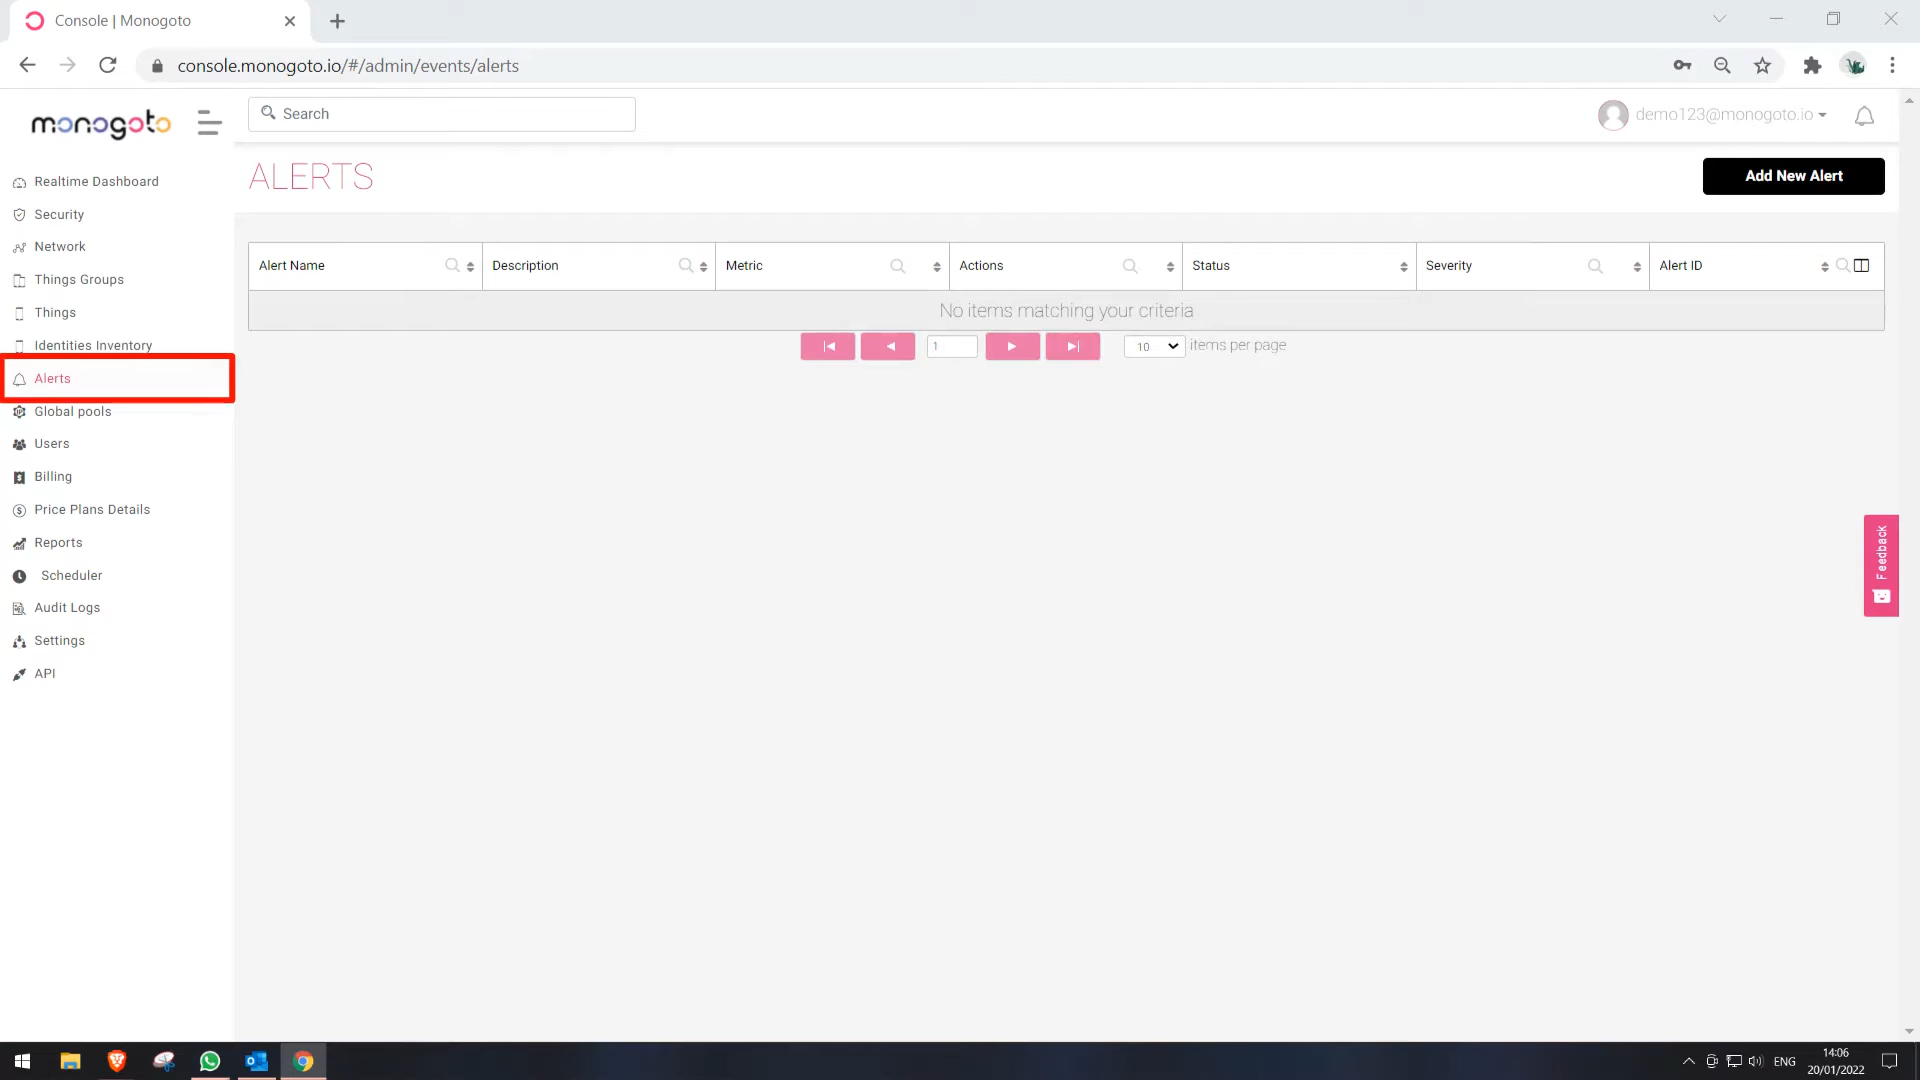 Console | Monogoto
console.monogoto.io/#/admin/events/alerts
monogoto
Search
demo123@monogoto.io
ALERTS
Add New Alert
Realtime Dashboard
Security
Network
Things Groups
Things
Identities Inventory
Alerts
Global pools
Users
Billing
Price Plans Details
Reports
Scheduler
Audit Logs
Settings
API
Alert Name Description Metric Actions Status Severity Alert ID
No items matching your criteria
1 10 items per page
Feedback
ENG
14:06
20/01/2022